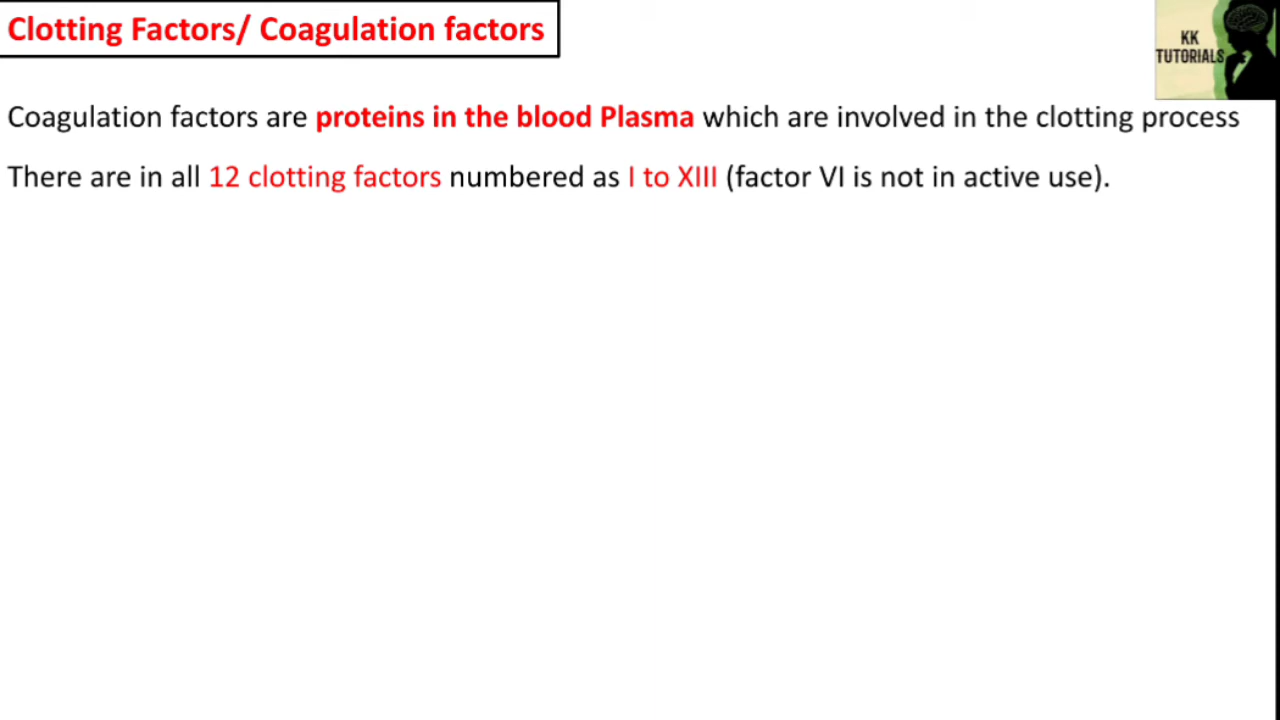 Clotting Factors/ Coagulation factors
KK
TUTORIALS
Coagulation factors are proteins in the blood Plasma which are involved in the clotting process
There are in all 12 clotting factors numbered as I to XIII (factor VI is not in active use).